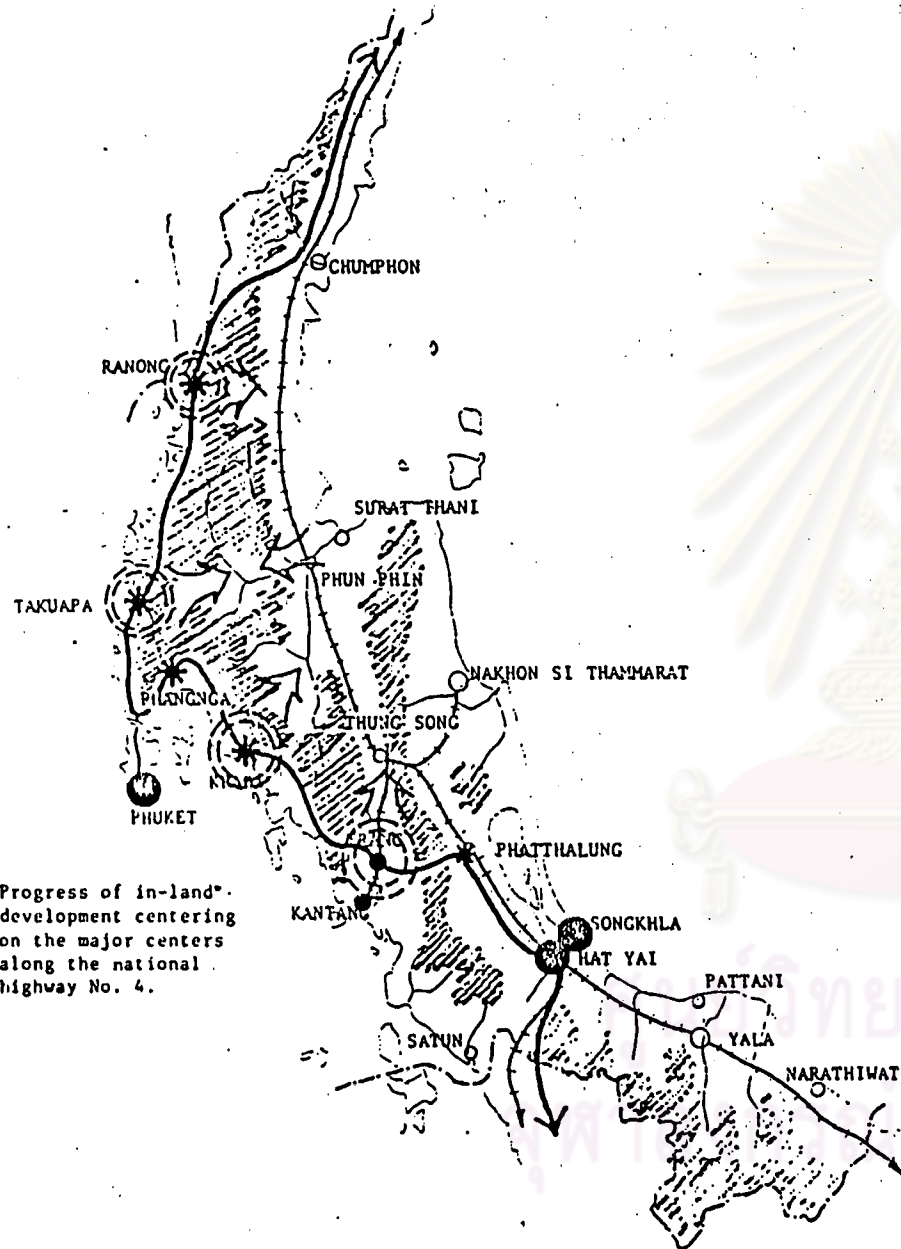 CHUMPHON
RANONG
SURAT THANI
PHUN PHIN
TAKUAPA
NAKHON SI THAMMARAT
PHANGNGA
THUNG SONG
PHUKET
PHATTHALUNG
KANTANG
SONGKHLA
HAT YAI
Progress of in-land
development centering
on the major centers
along the national
highway No. 4.
PATTANI
SATUN
YALA
NARATHIWAT